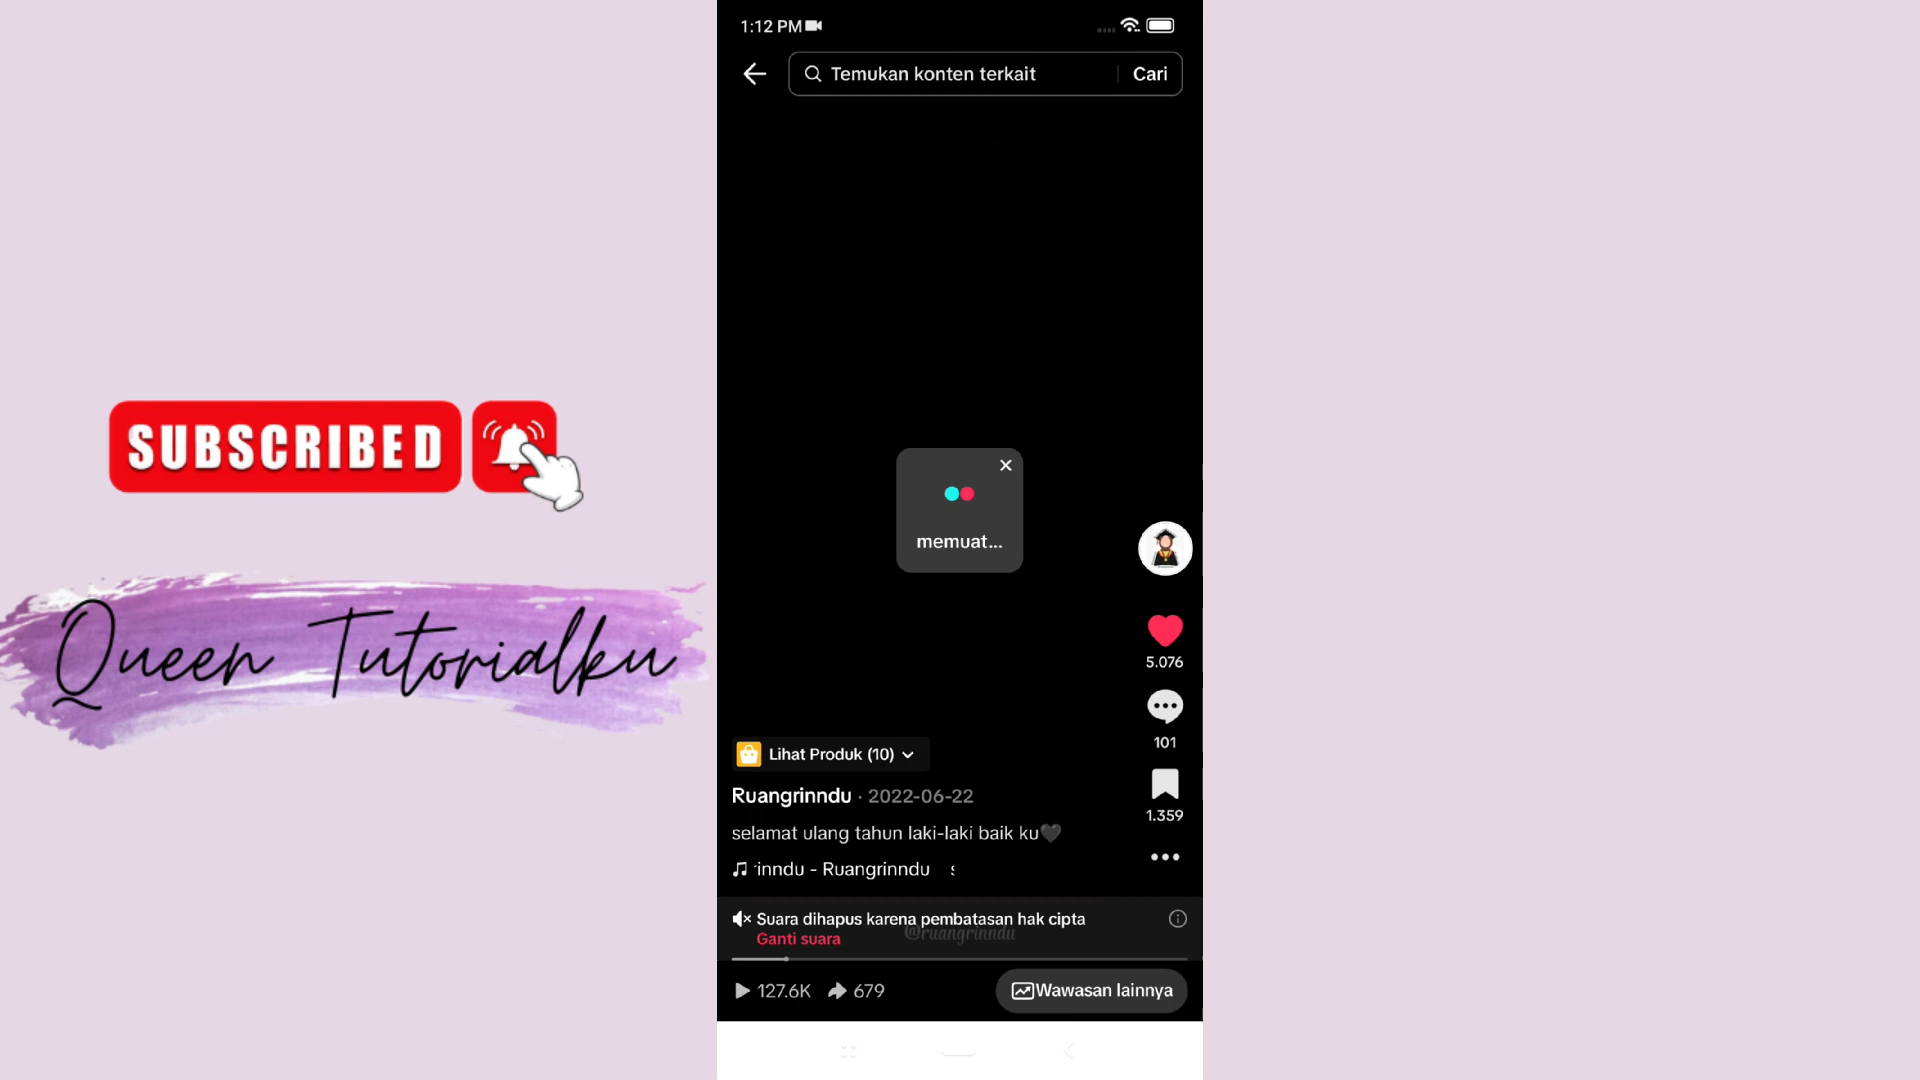 1:12 PM
Temukan konten terkait
Cari
SUBSCRIBED
memuat...
Queen Tutorialku
5.076
101
Lihat Produk (10)
Ruangrinndu · 2022-06-22
1.359
selamat ulang tahun laki-laki baik ku🖤
inndu - Ruangrinndu
Suara dihapus karena pembatasan hak cipta
@ruangrinndu
Ganti suara
127.6K
679
Wawasan lainnya